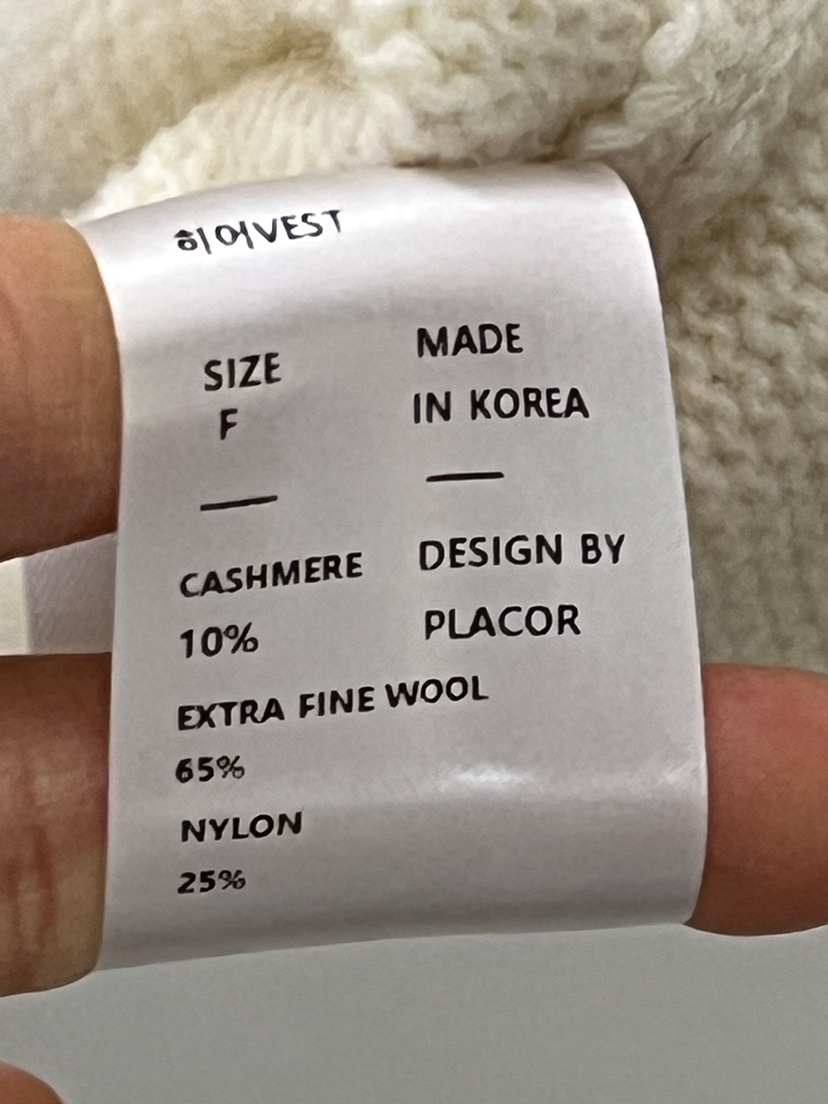 히어VEST
SIZE
F
CASHMERE
10%
EXTRA FINE WOOL
65%
NYLON
25%
MADE
IN KOREA
DESIGN BY
PLACOR